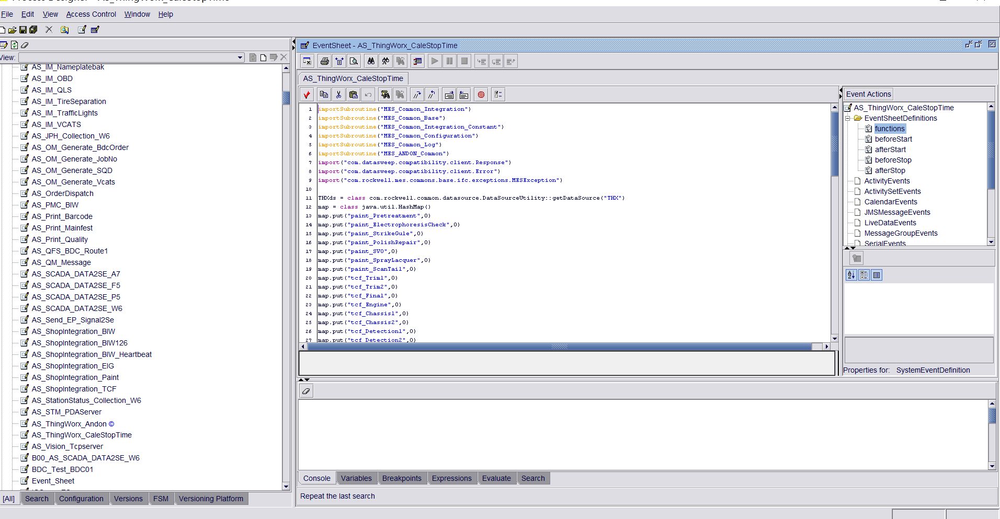 File Edit View Access Control Window Help
View:
AS_IM_Nameplatebak
AS_IM_OBD
AS_IM_QLS
AS_IM_TireSeparation
AS_IM_TrafficLights
AS_IM_VCATS
AS_JPH_Collection_W6
AS_OM_Generate_BdcOrder
AS_OM_Generate_JobNo
AS_OM_Generate_SQD
AS_OM_Generate_Vcats
AS_OrderDispatch
AS_PMC_BIW
AS_Print_Barcode
AS_Print_Mainfest
AS_Print_Quality
AS_QFS_BDC_Route1
AS_QM_Message
AS_SCADA_DATA2SE_A7
AS_SCADA_DATA2SE_F5
AS_SCADA_DATA2SE_P5
AS_SCADA_DATA2SE_W6
AS_Send_EP_Signal2Se
AS_ShopIntegration_BIW
AS_ShopIntegration_BIW126
AS_ShopIntegration_BIW_Heartbeat
AS_ShopIntegration_EIG
AS_ShopIntegration_Paint
AS_ShopIntegration_TCF
AS_StationStatus_Collection_W6
AS_STM_PDAServer
AS_ThingWorx_Andon ©
AS_ThingWorx_CaleStopTime
AS_Vision_Tcpserver
B00_AS_SCADA_DATA2SE_W6
BDC_Test_BDC01
Event_Sheet
[All] Search Configuration Versions FSM Versioning Platform
EventSheet - AS_ThingWorx_CaleStopTime
AS_ThingWorx_CaleStopTime
1 importSubroutine("MES_Common_Integration")
2 importSubroutine("MES_Common_Base")
3 importSubroutine("MES_Common_Integration_Constant")
4 importSubroutine("MES_Common_Configuration")
5 importSubroutine("MES_Common_Log")
6 importSubroutine("MES_ANDON_Common")
7 import("com.datasweep.compatibility.client.Response")
8 import("com.datasweep.compatibility.client.Error")
9 import("com.rockwell.mes.commons.base.ifc.exceptions.MESException")
10
11 THXds = class com.rockwell.common.datasource.DataSourceUtility::getDataSource("THX")
12 map = class java.util.HashMap()
13 map.put("paint_Pretreatment",0)
14 map.put("paint_ElectrophoresisCheck",0)
15 map.put("paint_StrikeGule",0)
16 map.put("paint_PolishRepair",0)
17 map.put("paint_SVO",0)
18 map.put("paint_SprayLacquer",0)
19 map.put("paint_ScanTail",0)
20 map.put("tcf_Trim1",0)
21 map.put("tcf_Trim2",0)
22 map.put("tcf_Final",0)
23 map.put("tcf_Engine",0)
24 map.put("tcf_Chassis1",0)
25 map.put("tcf_Chassis2",0)
26 map.put("tcf_Detection1",0)
27 map.put("tcf_Detection2",0)
Event Actions
AS_ThingWorx_CaleStopTime
EventSheetDefinitions
functions
beforeStart
afterStart
beforeStop
afterStop
ActivityEvents
ActivitySetEvents
CalendarEvents
JMSMessageEvents
LiveDataEvents
MessageGroupEvents
SerialEvents
Properties for: SystemEventDefinition
Console Variables Breakpoints Expressions Evaluate Search
Repeat the last search